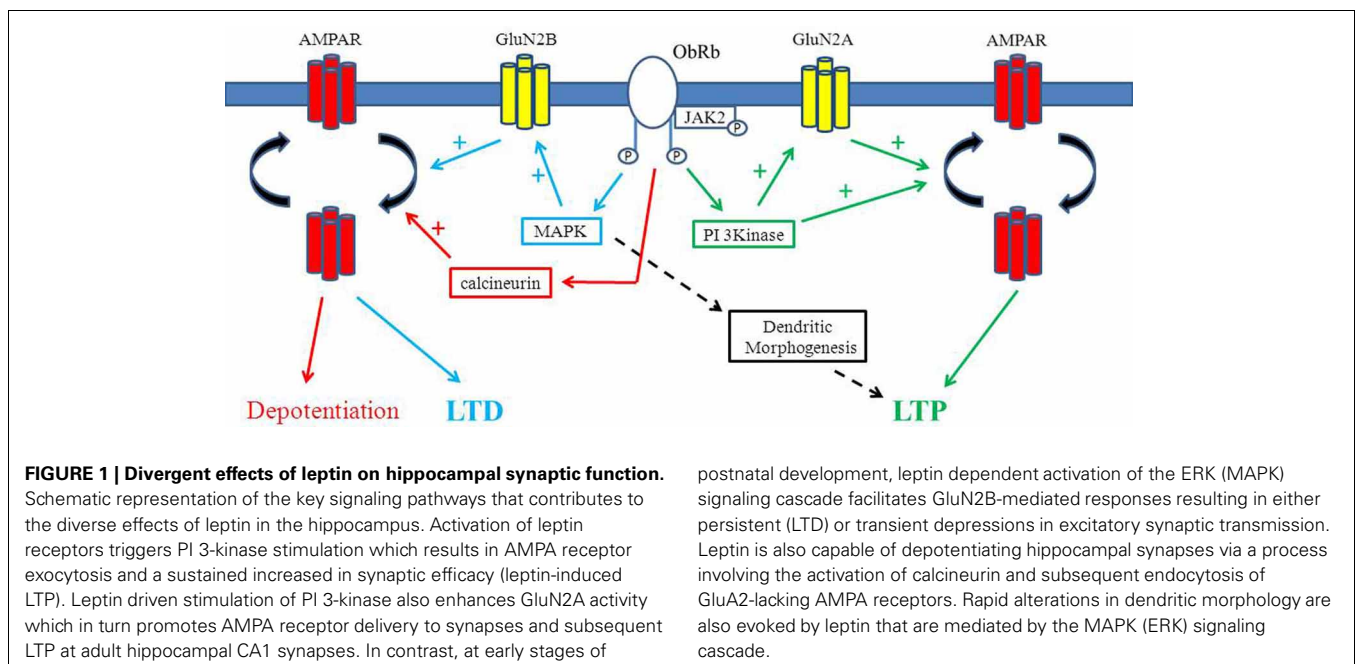 AMPAR
GluN2B
ObRb
GluN2A
AMPAR
JAK2
P
P
P
+
+
+
+
+
+
MAPK
PI 3Kinase
calcineurin
Dendritic
Morphogenesis
Depotentiation
LTD
LTP
FIGURE 1 | Divergent effects of leptin on hippocampal synaptic function.
Schematic representation of the key signaling pathways that contributes to
the diverse effects of leptin in the hippocampus. Activation of leptin
receptors triggers PI 3-kinase stimulation which results in AMPA receptor
exocytosis and a sustained increased in synaptic efficacy (leptin-induced
LTP). Leptin driven stimulation of PI 3-kinase also enhances GluN2A activity
which in turn promotes AMPA receptor delivery to synapses and subsequent
LTP at adult hippocampal CA1 synapses. In contrast, at early stages of
postnatal development, leptin dependent activation of the ERK (MAPK)
signaling cascade facilitates GluN2B-mediated responses resulting in either
persistent (LTD) or transient depressions in excitatory synaptic transmission.
Leptin is also capable of depotentiating hippocampal synapses via a process
involving the activation of calcineurin and subsequent endocytosis of
GluA2-lacking AMPA receptors. Rapid alterations in dendritic morphology are
also evoked by leptin that are mediated by the MAPK (ERK) signaling
cascade.